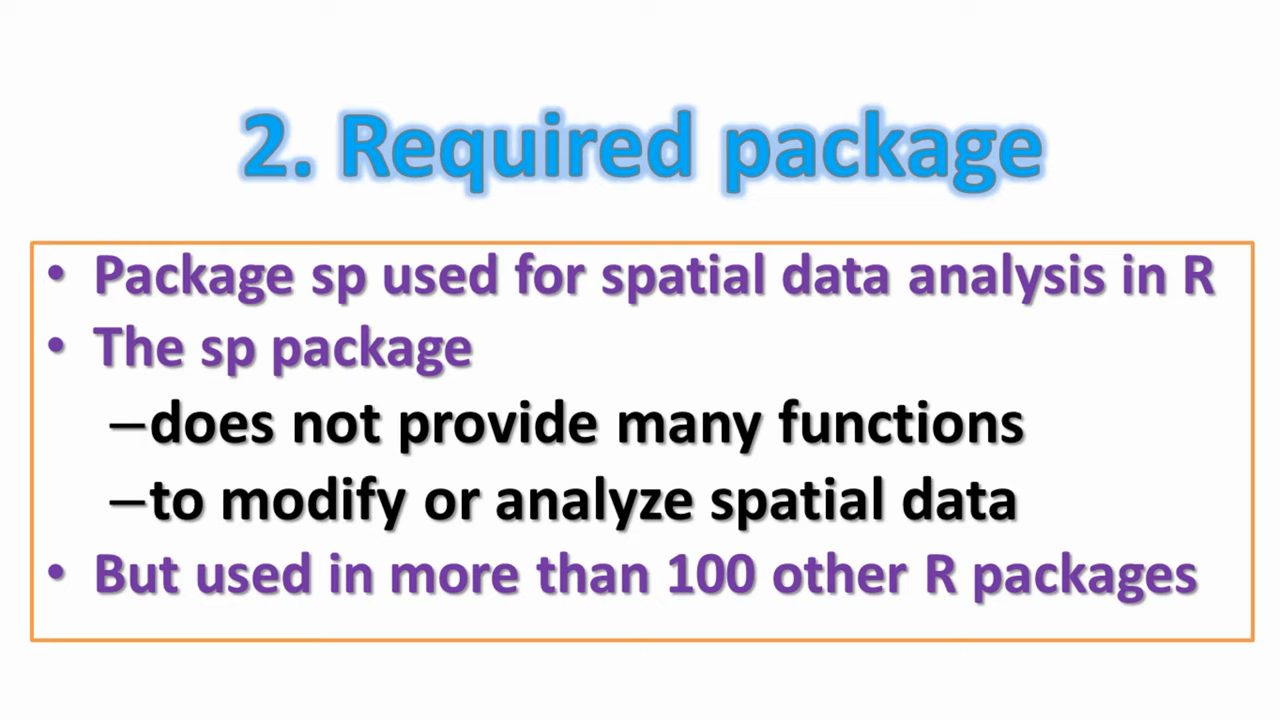 2. Required package
• Package sp used for spatial data analysis in R
• The sp package
–does not provide many functions
–to modify or analyze spatial data
• But used in more than 100 other R packages